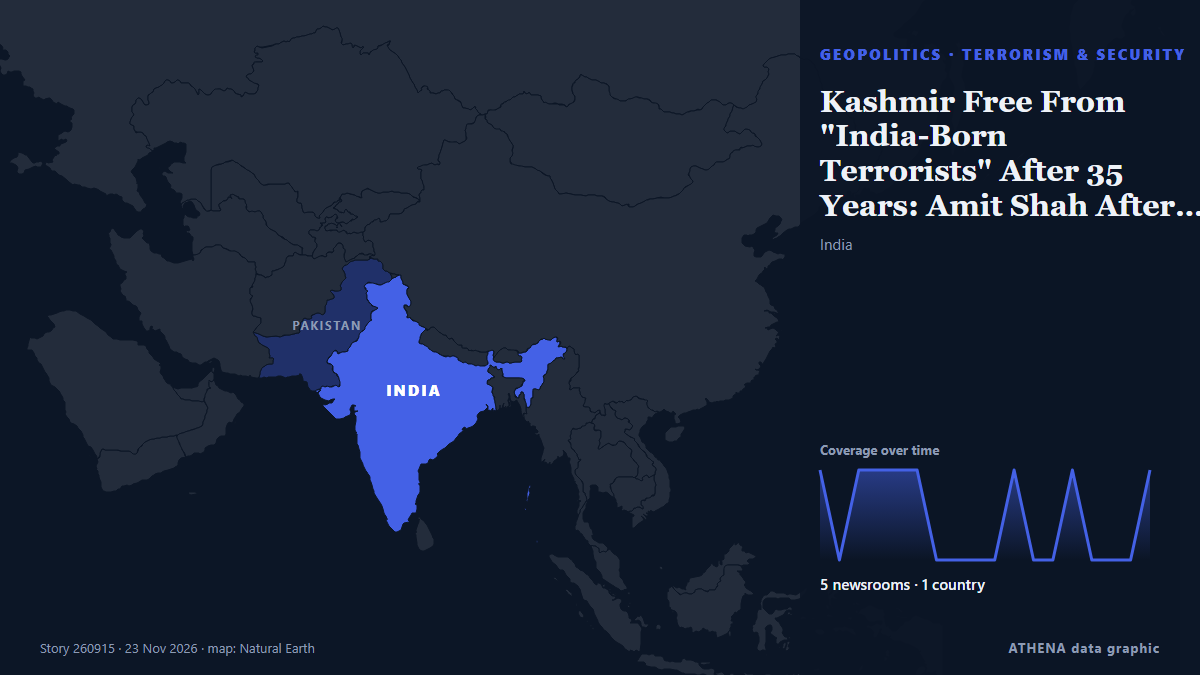 GEOPOLITICS · TERRORISM & SECURITY
Kashmir Free From
"India-Born
Terrorists" After 35
Years: Amit Shah After...
India
PAKISTAN
INDIA
Coverage over time
5 newsrooms · 1 country
Story 260915 · 23 Nov 2026 · map: Natural Earth
ATHENA data graphic